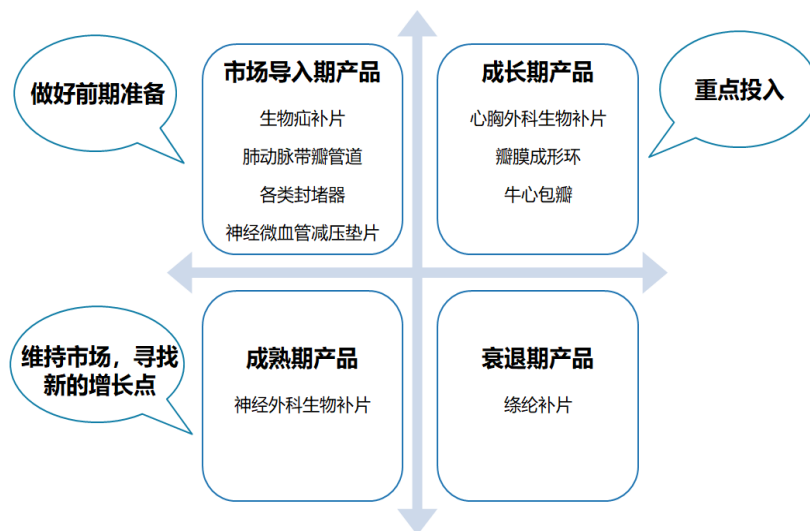 做好前期准备
市场导入期产品
生物疝补片
肺动脉带瓣管道
各类封堵器
神经微血管减压垫片
成长期产品
心胸外科生物补片
瓣膜成形环
牛心包瓣
重点投入
维持市场，寻找
新的增长点
成熟期产品
神经外科生物补片
衰退期产品
绦纶补片